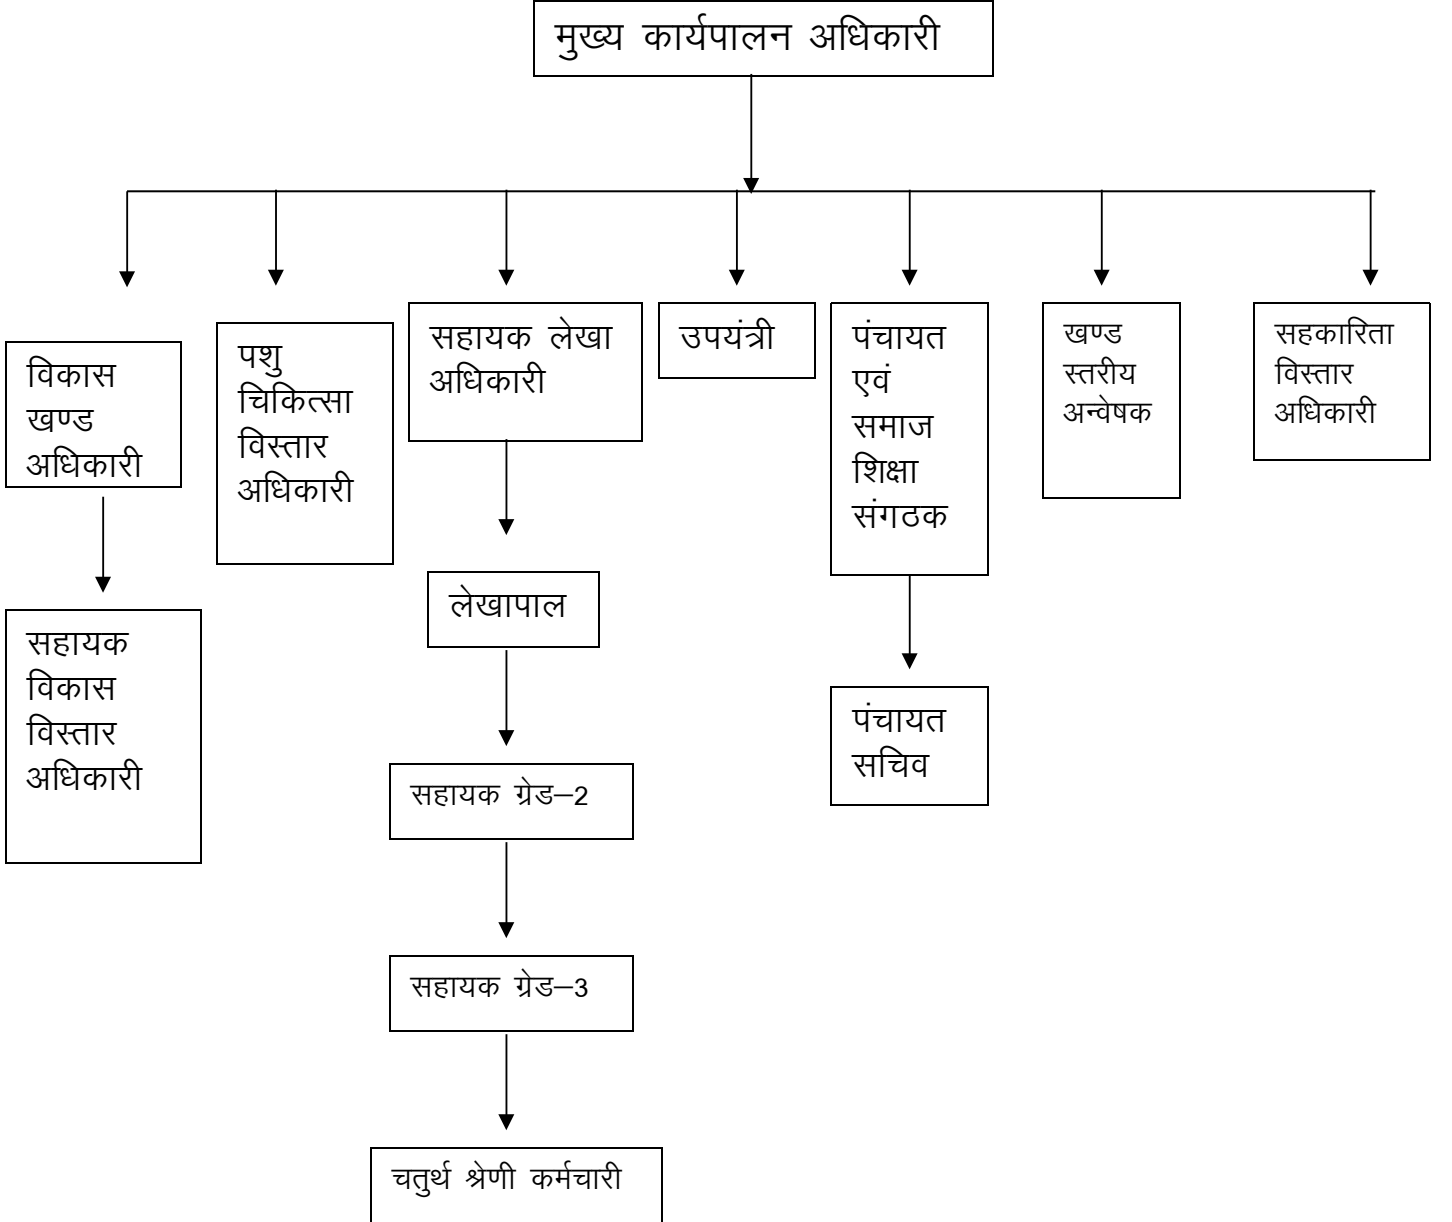 मुख्य कार्यपालन अधिकारी
विकास
खण्ड
अधिकारी
पशु
चिकित्सा
विस्तार
अधिकारी
सहायक लेखा
अधिकारी
उपयंत्री
पंचायत
एवं
समाज
शिक्षा
संगठक
खण्ड
स्तरीय
अन्वेषक
सहकारिता
विस्तार
अधिकारी
सहायक
विकास
विस्तार
अधिकारी
लेखापाल
पंचायत
सचिव
सहायक ग्रेड–2
सहायक ग्रेड–3
चतुर्थ श्रेणी कर्मचारी